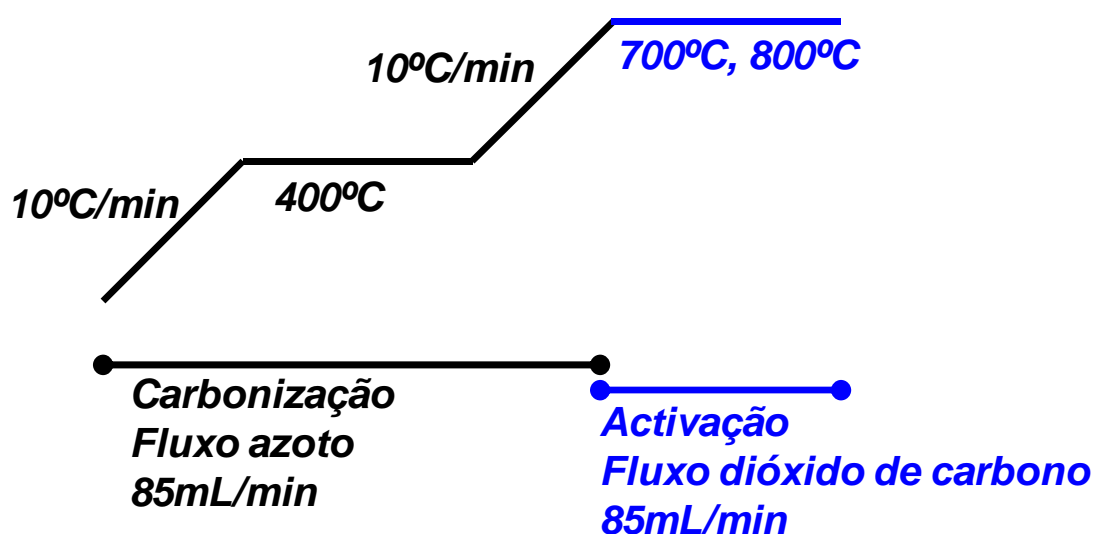 700ºC, 800ºC
10ºC/min
10ºC/min
400ºC
Carbonização
Fluxo azoto
85mL/min
Activação
Fluxo dióxido de carbono
85mL/min